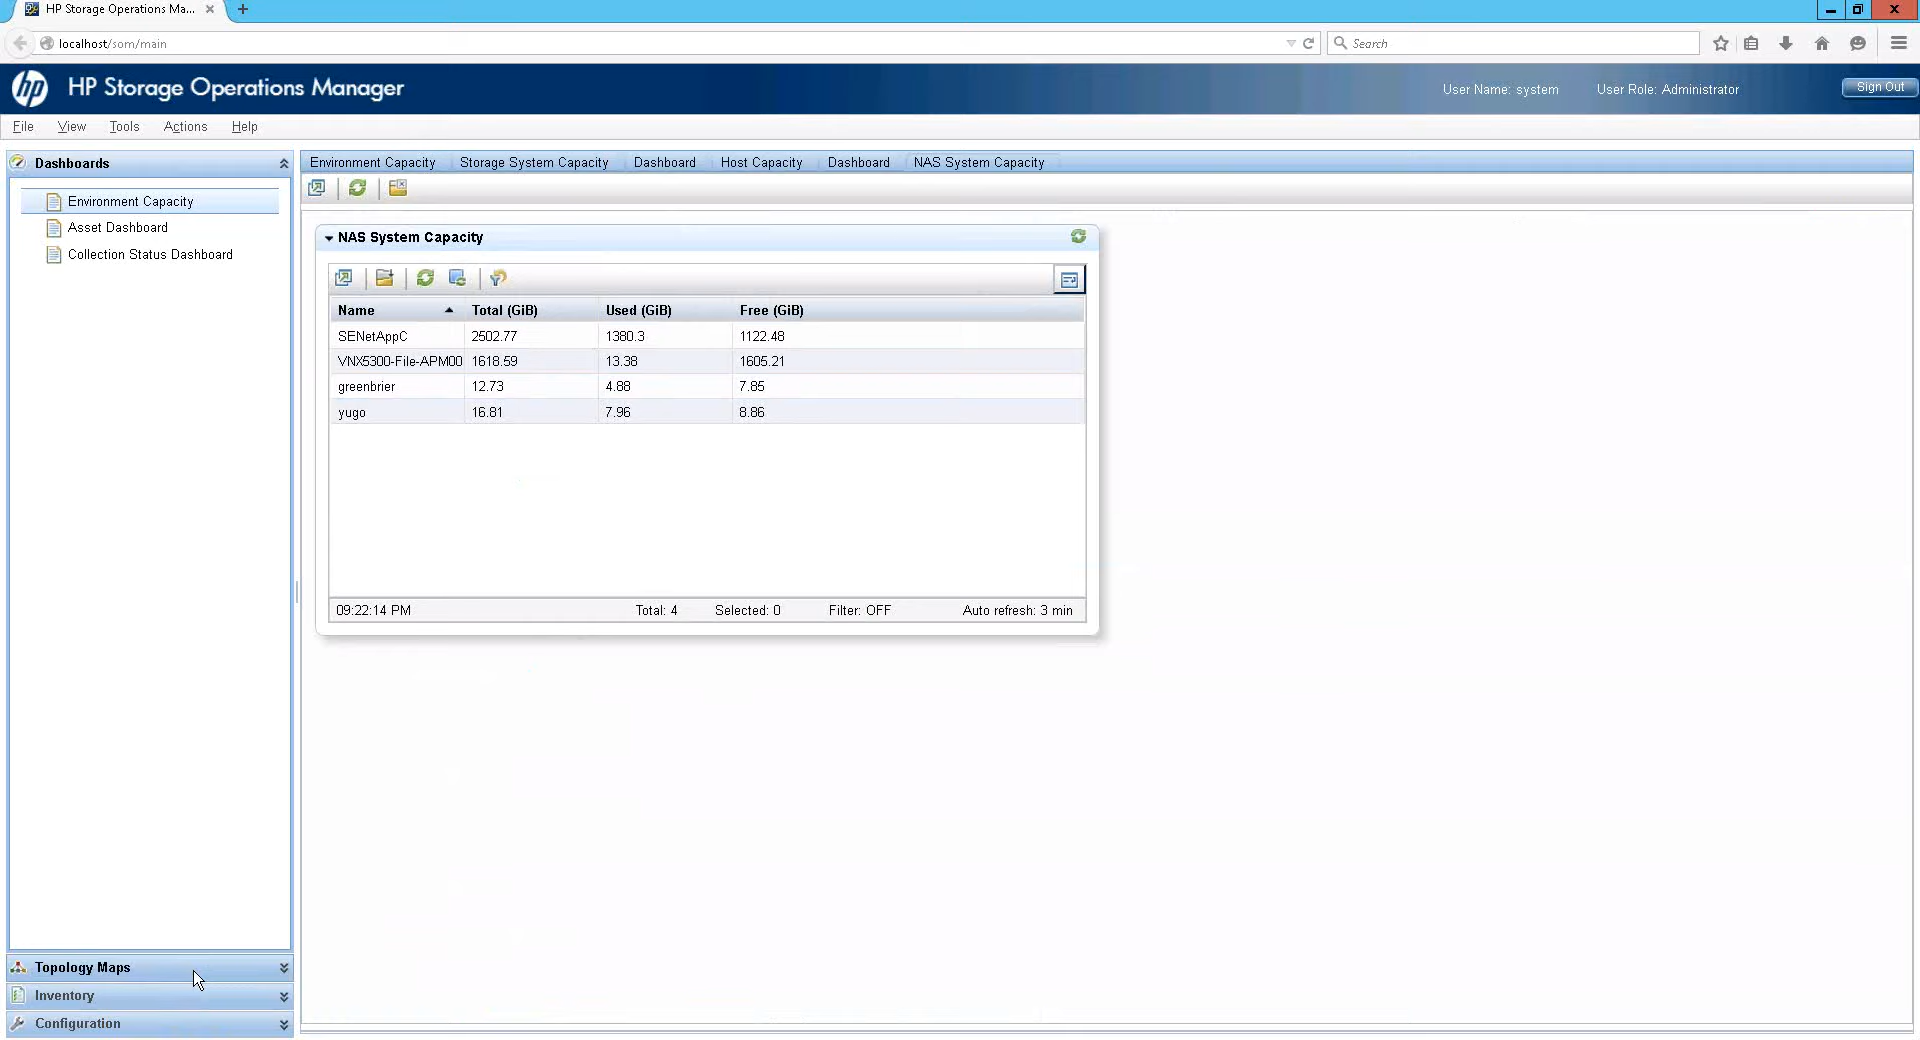 HP Storage Operations Ma...
localhost/som/main
Search
hp
HP Storage Operations Manager
User Name: system
User Role: Administrator
Sign Out
File View Tools Actions Help
Dashboards
Environment Capacity
Asset Dashboard
Collection Status Dashboard
Topology Maps
Inventory
Configuration
Environment Capacity Storage System Capacity Dashboard Host Capacity Dashboard NAS System Capacity
NAS System Capacity
Name Total (GiB) Used (GiB) Free (GiB)
SENetAppC 2502.77 1380.3 1122.48
VNX5300-File-APM00 1618.59 13.38 1605.21
greenbrier 12.73 4.88 7.85
yugo 16.81 7.96 8.86
09:22:14 PM Total: 4 Selected: 0 Filter: OFF Auto refresh: 3 min